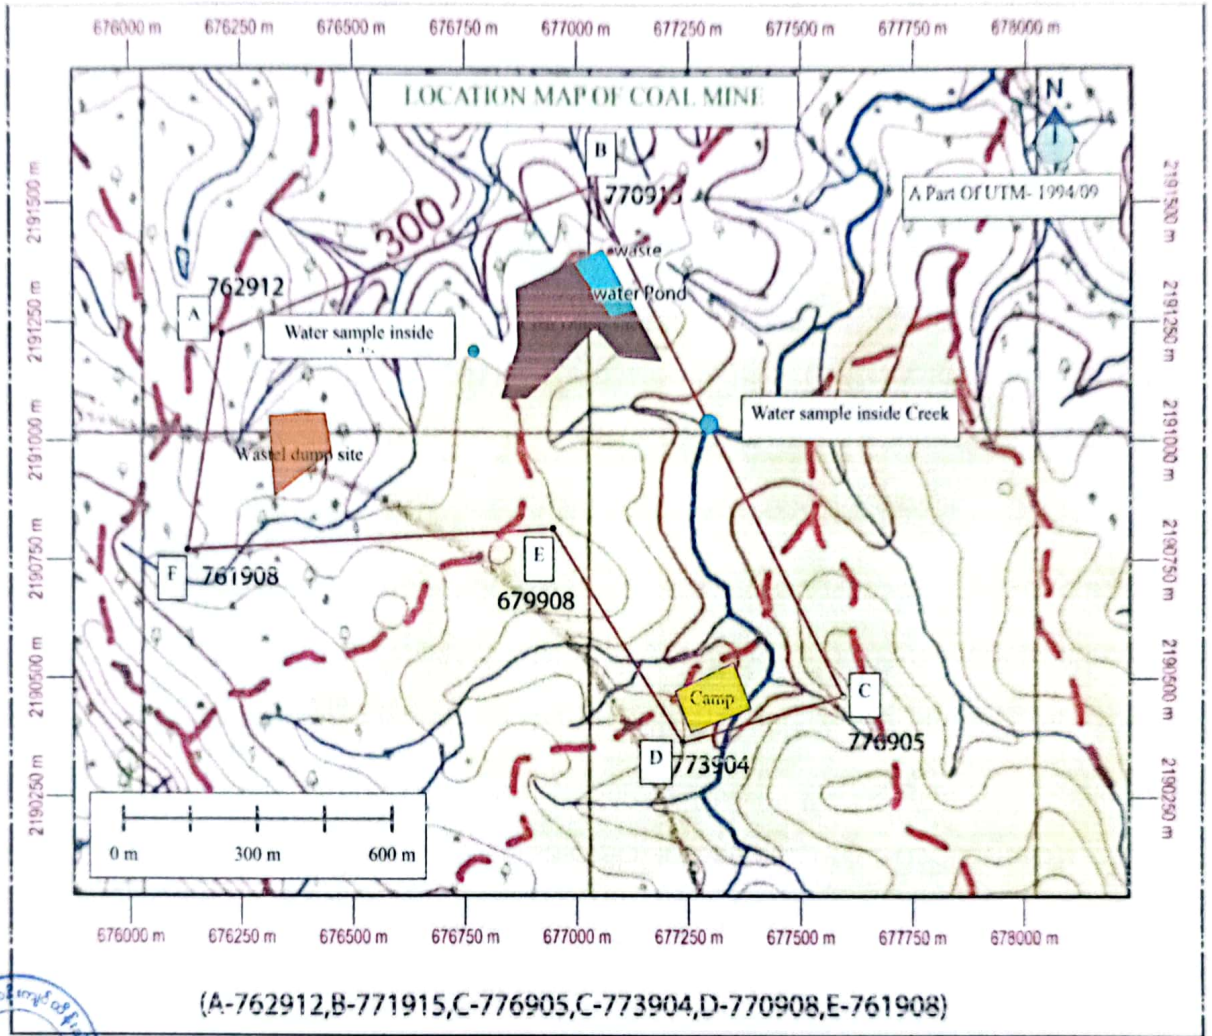 676000 m 676250 m 676500 m 676750 m 677000 m 677250 m 677500 m 677750 m 678000 m
LOCATION MAP OF COAL MINE
N
A Part Of UTM- 1994/09
B
770915
300
2191500 m
2191500 m
waste
water Pond
762912
A
Water sample inside
2191250 m
2191250 m
Water sample inside Creek
2191000 m
2191000 m
Wastel dump site
E
679908
F
761908
2190750 m
2190750 m
Camp
C
776905
2190500 m
2190500 m
D
773904
2190250 m
2190250 m
0 m 300 m 600 m
676000 m 676250 m 676500 m 676750 m 677000 m 677250 m 677500 m 677750 m 678000 m
(A-762912,B-771915,C-776905,C-773904,D-770908,E-761908)